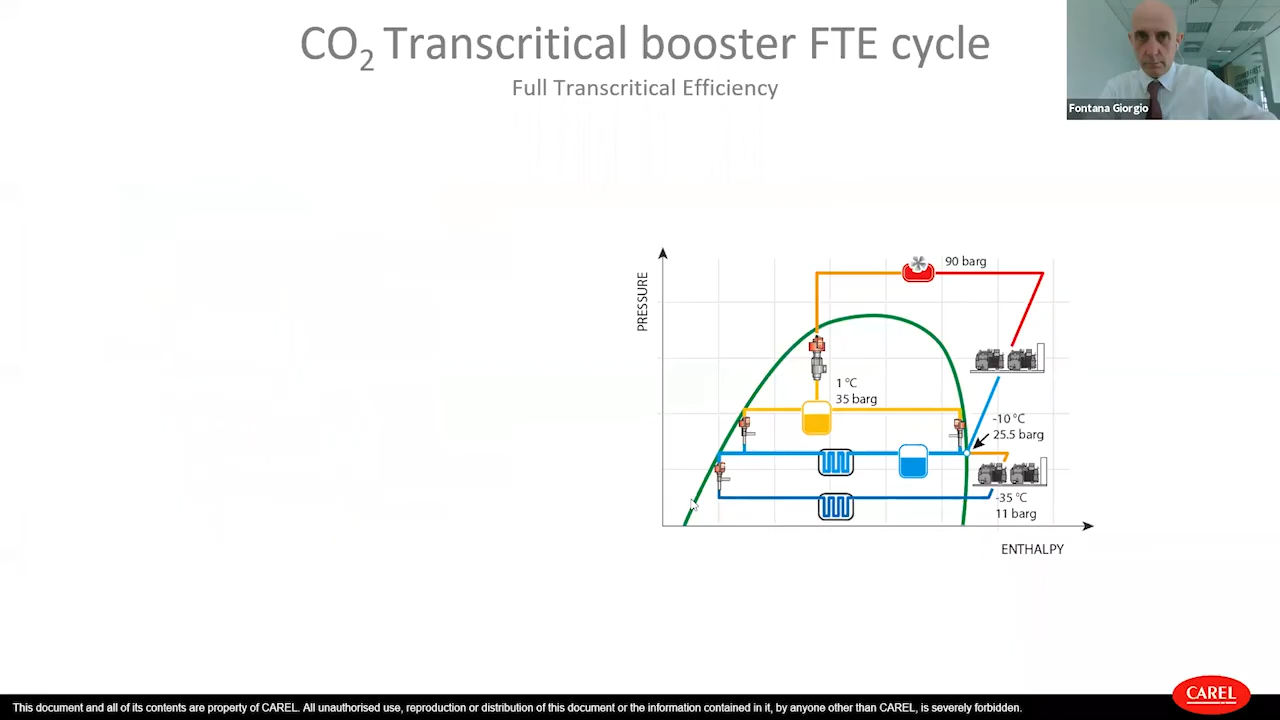 CO2 Transcritical booster FTE cycle
Full Transcritical Efficiency
Fontana Giorgio
PRESSURE
90 barg
1 °C
35 barg
-10 °C
25.5 barg
-35 °C
11 barg
ENTHALPY
CAREL
This document and all of its contents are property of CAREL. All unauthorised use, reproduction or distribution of this document or the information contained in it, by anyone other than CAREL, is severely forbidden.